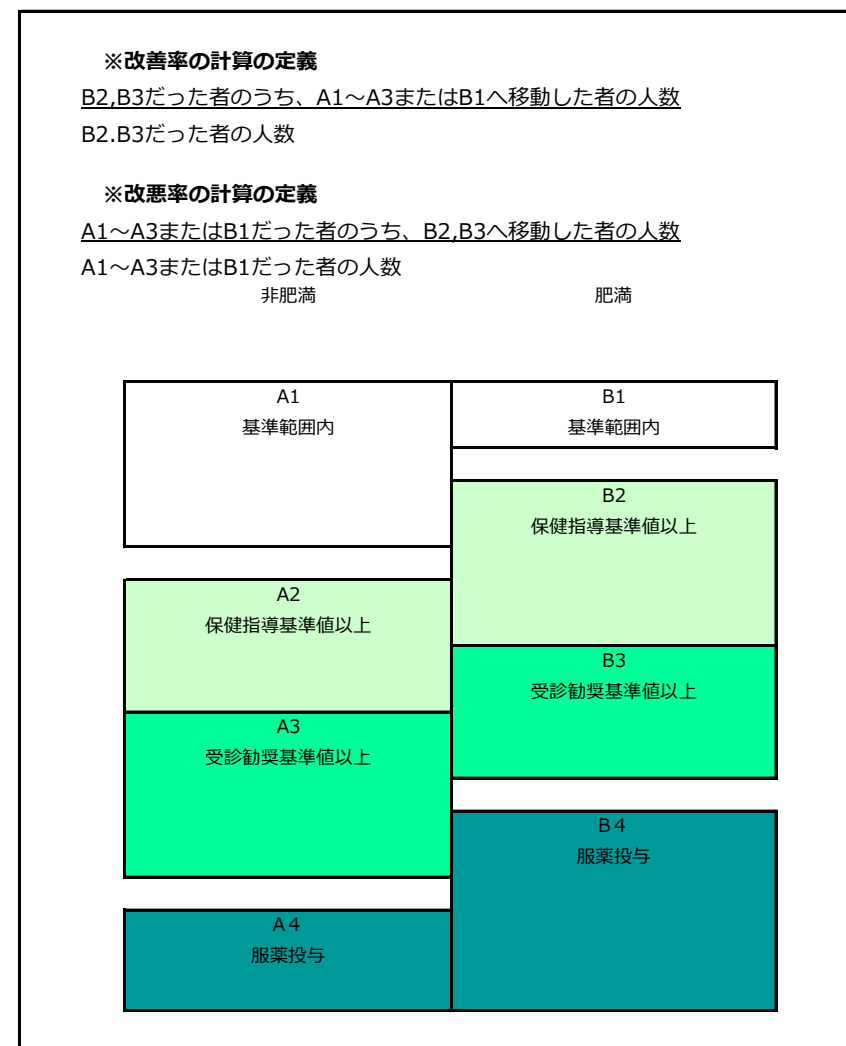 ※改善率の計算の定義
B2,B3だった者のうち、A1～A3またはB1へ移動した者の人数
B2.B3だった者の人数
※改悪率の計算の定義
A1～A3またはB1だった者のうち、B2,B3へ移動した者の人数
A1～A3またはB1だった者の人数
非肥満
肥満
A1
基準範囲内
B1
基準範囲内
B2
保健指導基準値以上
A2
保健指導基準値以上
B3
受診勧奨基準値以上
A3
受診勧奨基準値以上
B４
服薬投与
A４
服薬投与